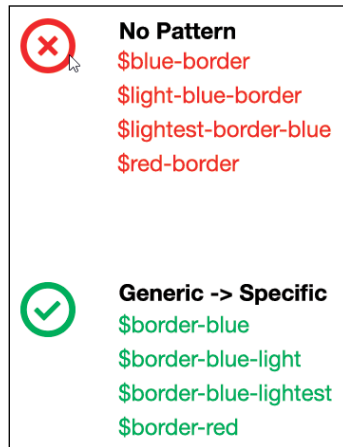 No Pattern
$blue-border
$light-blue-border
$lightest-border-blue
$red-border
Generic -> Specific
$border-blue
$border-blue-light
$border-blue-lightest
$border-red